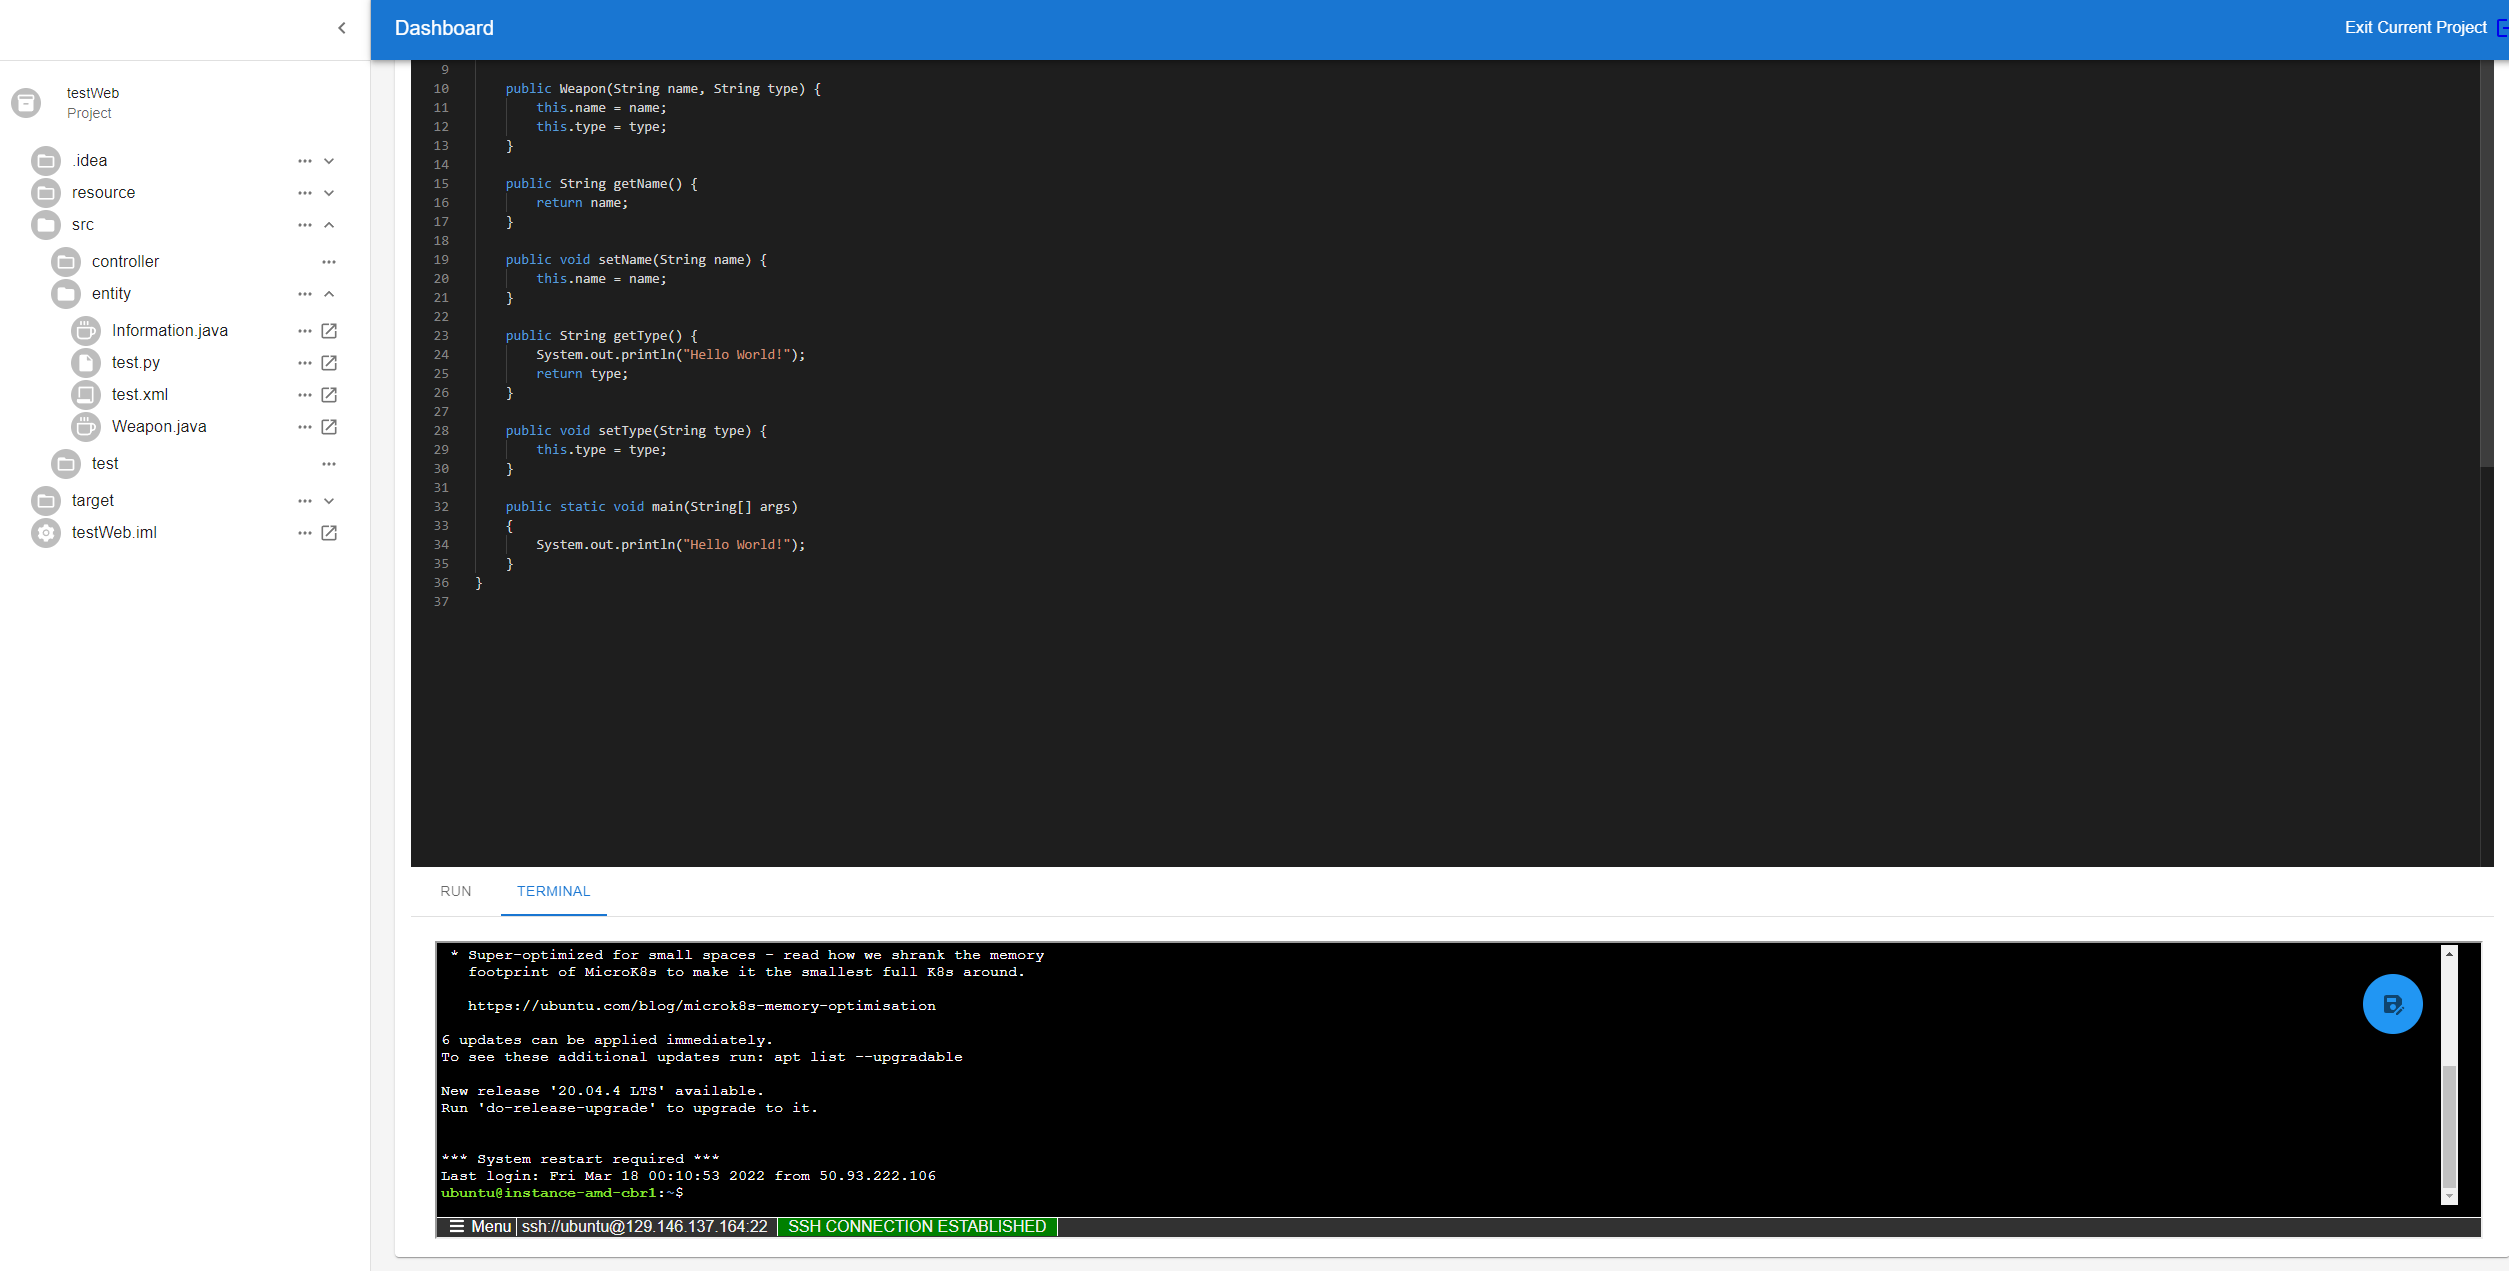 Dashboard
Exit Current Project
testWeb
Project
.idea
resource
src
controller
entity
Information.java
test.py
test.xml
Weapon.java
test
target
testWeb.iml
9
10 public Weapon(String name, String type) {
11 this.name = name;
12 this.type = type;
13 }
14
15 public String getName() {
16 return name;
17 }
18
19 public void setName(String name) {
20 this.name = name;
21 }
22
23 public String getType() {
24 System.out.println("Hello World!");
25 return type;
26 }
27
28 public void setType(String type) {
29 this.type = type;
30 }
31
32 public static void main(String[] args)
33 {
34 System.out.println("Hello World!");
35 }
36 }
37
RUN TERMINAL
* Super-optimized for small spaces - read how we shrank the memory
footprint of MicroK8s to make it the smallest full K8s around.
https://ubuntu.com/blog/microk8s-memory-optimisation
6 updates can be applied immediately.
To see these additional updates run: apt list --upgradable
New release '20.04.4 LTS' available.
Run 'do-release-upgrade' to upgrade to it.
*** System restart required ***
Last login: Fri Mar 18 00:10:53 2022 from 50.93.222.106
ubuntu@instance-amd-cbr1:~$
Menu ssh://ubuntu@129.146.137.164:22 SSH CONNECTION ESTABLISHED